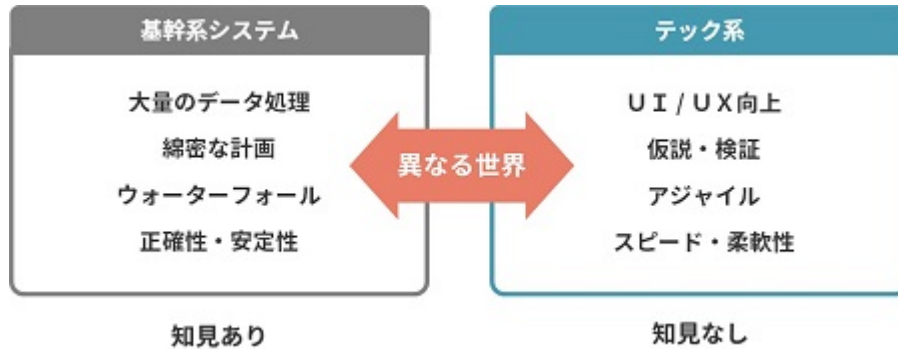 基幹系システム
大量のデータ処理
綿密な計画
ウォーターフォール
正確性・安定性
知見あり
異なる世界
テック系
ＵＩ/ＵＸ向上
仮説・検証
アジャイル
スピード・柔軟性
知見なし